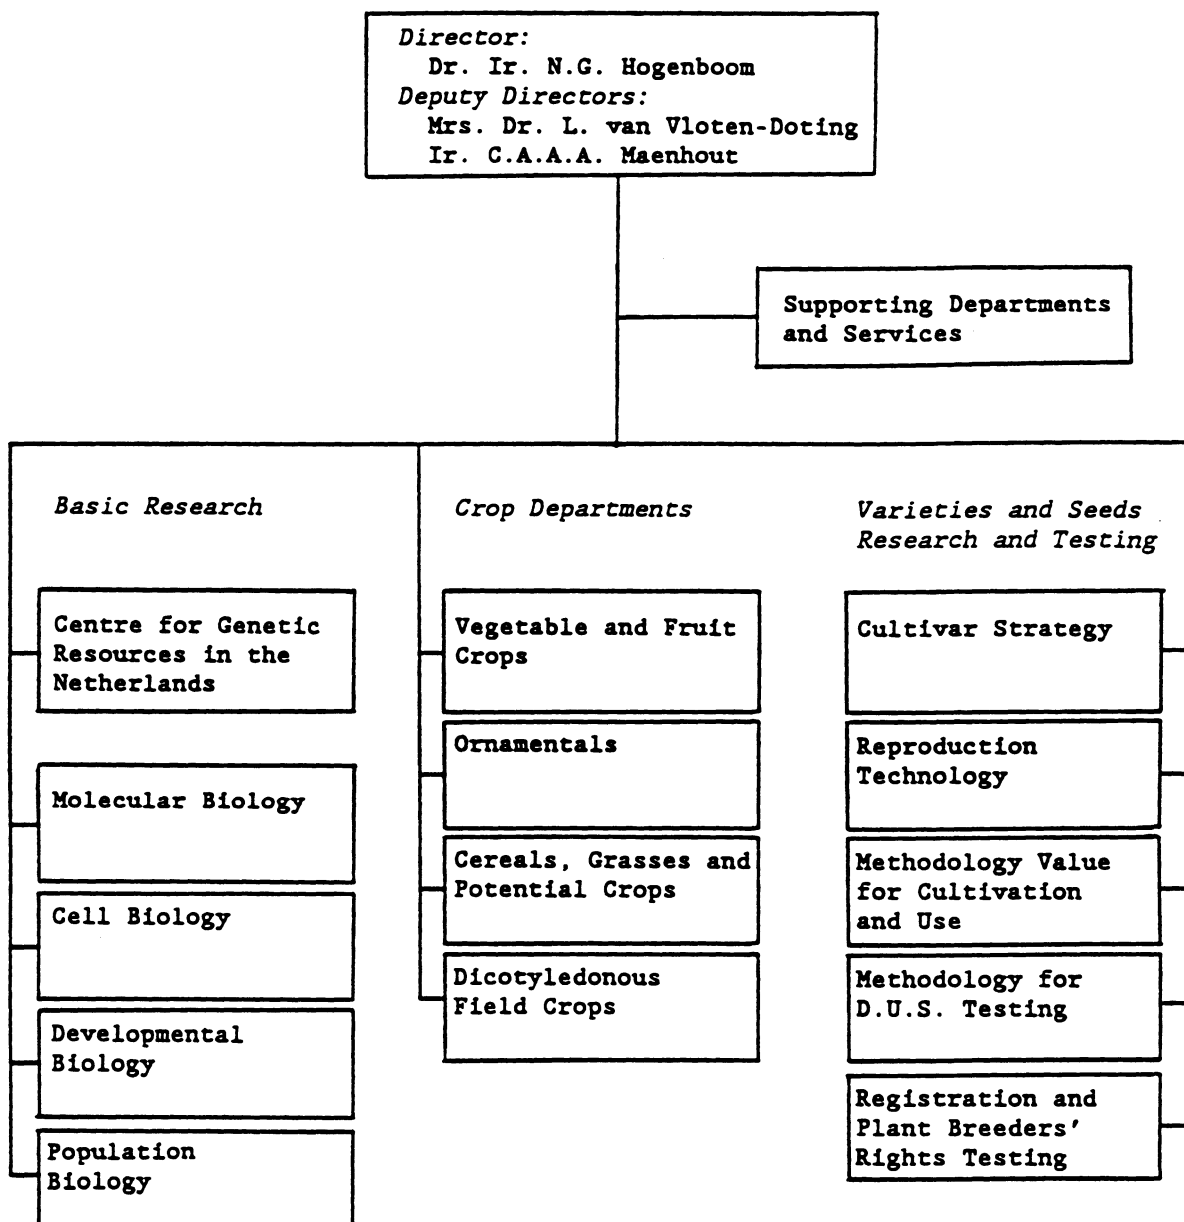 Director:
Dr. Ir. N.G. Hogenboom
Deputy Directors:
Mrs. Dr. L. van Vloten-Doting
Ir. C.A.A.A. Maenhout
Supporting Departments
and Services
Basic Research
Centre for Genetic
Resources in the
Netherlands
Molecular Biology
Cell Biology
Developmental
Biology
Population
Biology
Crop Departments
Vegetable and Fruit
Crops
Ornamentals
Cereals, Grasses and
Potential Crops
Dicotyledonous
Field Crops
Varieties and Seeds
Research and Testing
Cultivar Strategy
Reproduction
Technology
Methodology Value
for Cultivation
and Use
Methodology for
D.U.S. Testing
Registration and
Plant Breeders'
Rights Testing